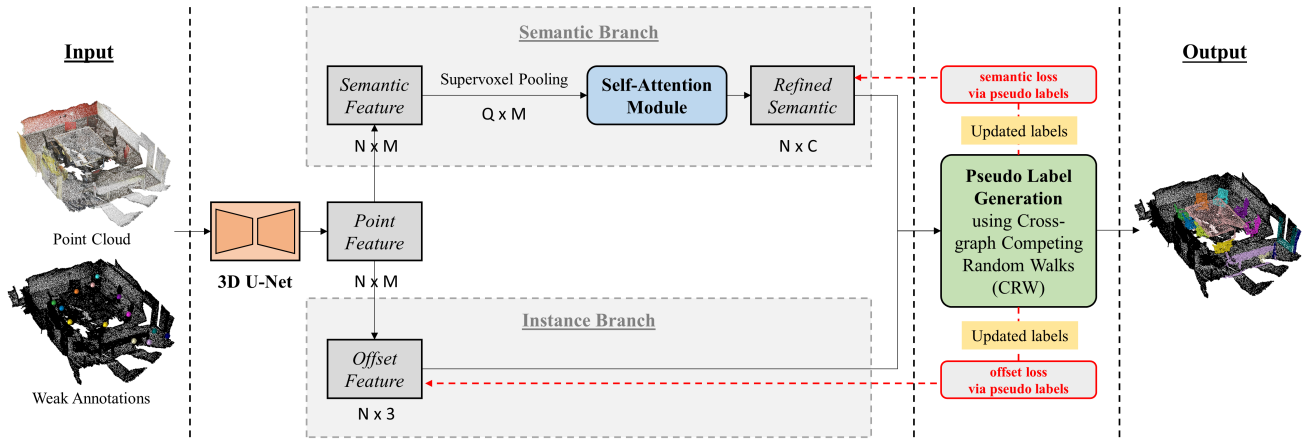 Input
Point Cloud
Weak Annotations
3D U-Net
Semantic Branch
Semantic
Feature
N x M
Supervoxel Pooling
Q x M
Self-Attention
Module
Refined
Semantic
N x C
Point
Feature
N x M
Instance Branch
Offset
Feature
N x 3
semantic loss
via pseudo labels
Updated labels
Pseudo Label
Generation
using Cross-
graph Competing
Random Walks
(CRW)
Updated labels
offset loss
via pseudo labels
Output